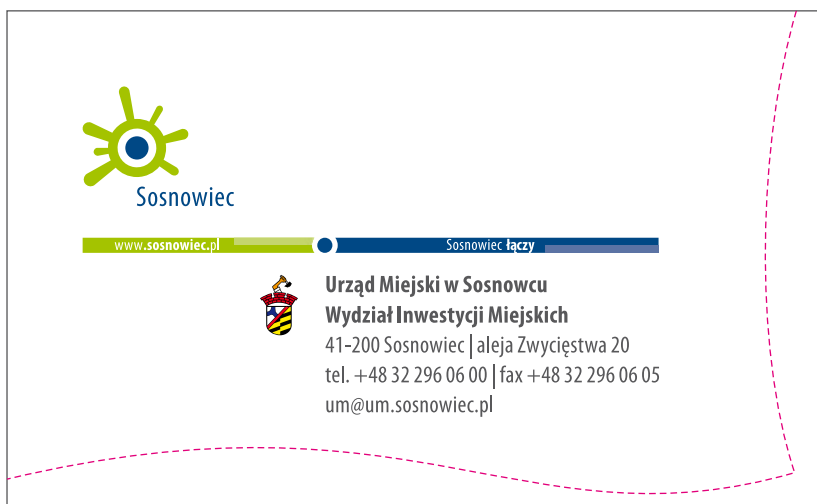 Sosnowiec
www.sosnowiec.pl
Sosnowiec łączy
Urząd Miejski w Sosnowcu
Wydział Inwestycji Miejskich
41-200 Sosnowiec | aleja Zwycięstwa 20
tel. +48 32 296 06 00 | fax +48 32 296 06 05
um@um.sosnowiec.pl